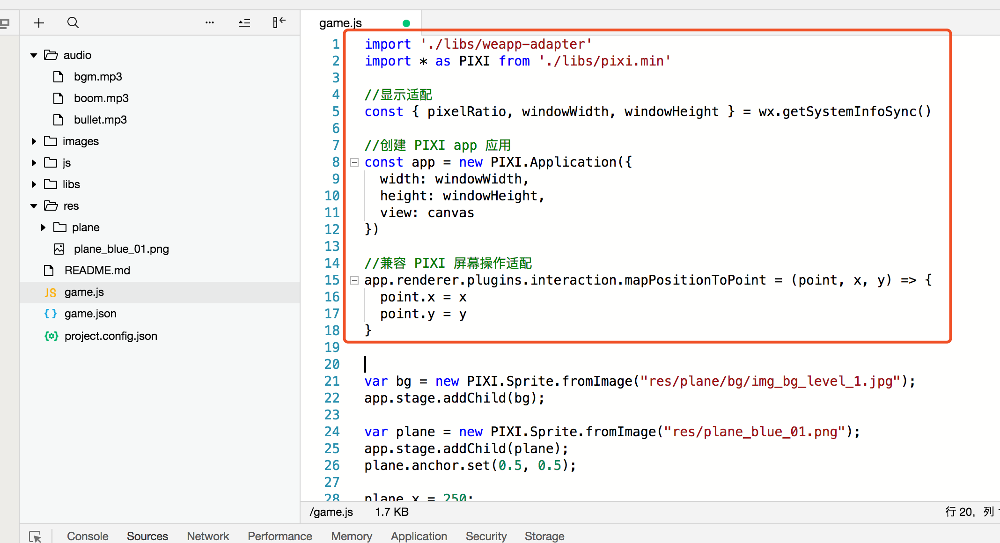 audio
bgm.mp3
boom.mp3
bullet.mp3
images
js
libs
res
plane
plane_blue_01.png
README.md
JS game.js
{ } game.json
project.config.json
game.js
1 import './libs/weapp-adapter'
2 import * as PIXI from './libs/pixi.min'
3
4 //显示适配
5 const { pixelRatio, windowWidth, windowHeight } = wx.getSystemInfoSync()
6
7 //创建 PIXI app 应用
8 const app = new PIXI.Application({
9 width: windowWidth,
10 height: windowHeight,
11 view: canvas
12 })
13
14 //兼容 PIXI 屏幕操作适配
15 app.renderer.plugins.interaction.mapPositionToPoint = (point, x, y) => {
16 point.x = x
17 point.y = y
18 }
19
20
21 var bg = new PIXI.Sprite.fromImage("res/plane/bg/img_bg_level_1.jpg");
22 app.stage.addChild(bg);
23
24 var plane = new PIXI.Sprite.fromImage("res/plane_blue_01.png");
25 app.stage.addChild(plane);
26 plane.anchor.set(0.5, 0.5);
27
28 plane.x = 250;
/game.js 1.7 KB 行 20, 列
Console Sources Network Performance Memory Application Security Storage